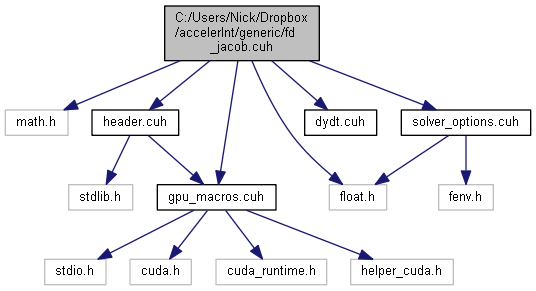 C:/Users/Nick/Dropbox
/accelerInt/generic/fd
_jacob.cuh
math.h
header.cuh
dydt.cuh
solver_options.cuh
stdlib.h
gpu_macros.cuh
float.h
fenv.h
stdio.h
cuda.h
cuda_runtime.h
helper_cuda.h